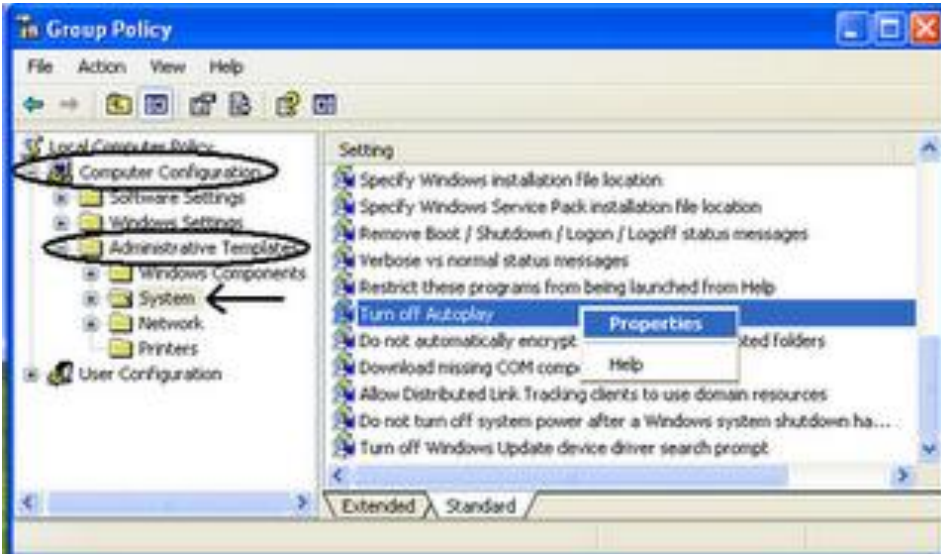 Group Policy
File Action View Help
Local Computer Policy
Computer Configuration
Software Settings
Windows Settings
Administrative Templates
Windows Components
System
Network
Printers
User Configuration
Setting
Specify Windows installation file location
Specify Windows Service Pack installation file location
Remove Boot / Shutdown / Logon / Logoff status messages
Verbose vs normal status messages
Restrict these programs from being launched from Help
Turn off Autoplay
Do not automatically encrypt ted folders
Download missing COM comp
Allow Distributed Link Tracking clients to use domain resources
Do not turn off system power after a Windows system shutdown ha...
Turn off Windows Update device driver search prompt
Properties
Help
Extended Standard